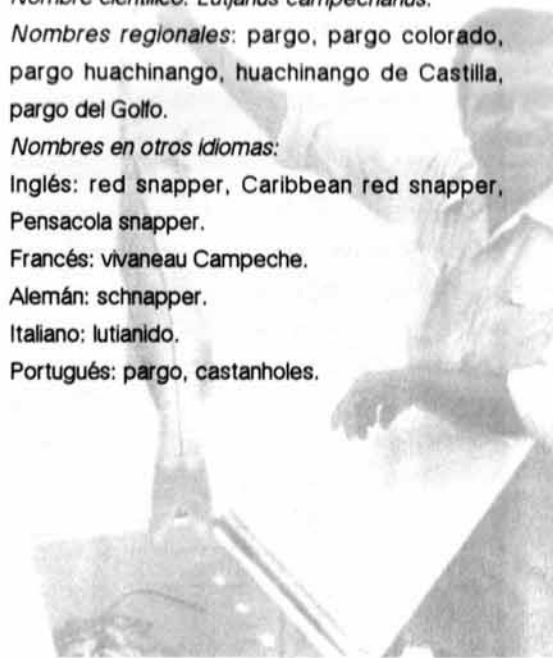 Nombre científico: Lutjanus campechanus.
Nombres regionales: pargo, pargo colorado,
pargo huachinango, huachinango de Castilla,
pargo del Golfo.
Nombres en otros idiomas:
Inglés: red snapper, Caribbean red snapper,
Pensacola snapper.
Francés: vivaneau Campeche.
Alemán: schnapper.
Italiano: lutianido.
Portugués: pargo, castanholes.